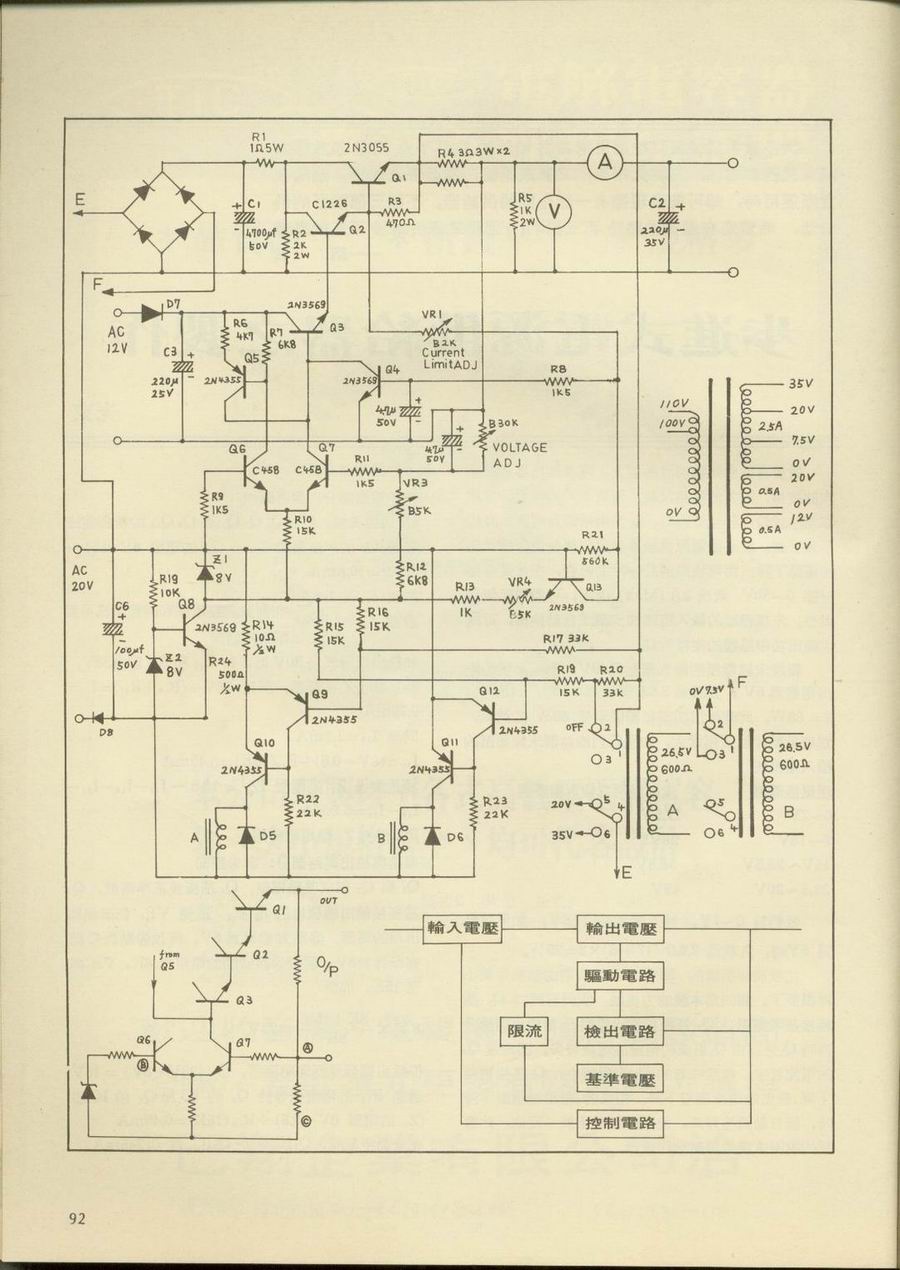 R1
1Ω5W
2N3055
R4 3Ω3W×2
A
E
Q1
C1
4700μf
50V
C1226
R3
470Ω
R2
2K
2W
Q2
R5
1K
2W
V
C2
220μ
35V
F
D7
AC
12V
2N3569
Q3
R6
4K7
R7
6K8
VR1
B2K
Current
LimitADJ
C3
220μ
25V
Q5
2N4355
Q4
2N3569
R8
1K5
47μ
50V
47μ
50V
B30K
VOLTAGE
ADJ
Q6
C458
Q7
C458
R11
1K5
VR3
B5K
R9
1K5
R10
15K
110V
100V
0V
35V
20V
2.5A
7.5V
0V
20V
0.5A
0V
12V
0.5A
0V
AC
20V
Z1
8V
R21
560K
R12
6K8
R13
1K
VR4
B5K
Q13
2N3569
R19
10K
Q8
2N3569
C6
100μf
50V
Z2
8V
R14
10Ω
½W
R15
15K
R16
15K
R17 33K
R24
500Ω
½W
Q9
2N4355
Q12
2N4355
R19
15K
R20
33K
D8
OFF
2
1
3
20V
5
4
35V
6
26.5V
600Ω
A
E
0V
7.5V
F
2
1
3
5
4
6
26.5V
600Ω
B
Q10
2N4355
Q11
2N4355
R22
22K
R23
22K
A
D5
B
D6
Q1
OUT
from
Q5
Q2
O/P
Q3
Q6
Q7
A
B
C
輸入電壓
輸出電壓
驅動電路
限流
檢出電路
基準電壓
控制電路
92